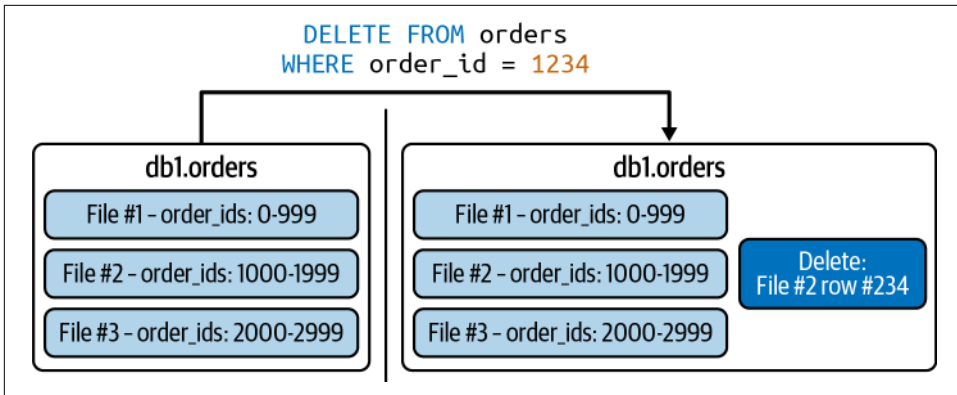 DELETE FROM orders
WHERE order_id = 1234
db1.orders
File #1 – order_ids: 0-999
File #2 – order_ids: 1000-1999
File #3 – order_ids: 2000-2999
db1.orders
File #1 – order_ids: 0-999
File #2 – order_ids: 1000-1999
File #3 – order_ids: 2000-2999
Delete:
File #2 row #234